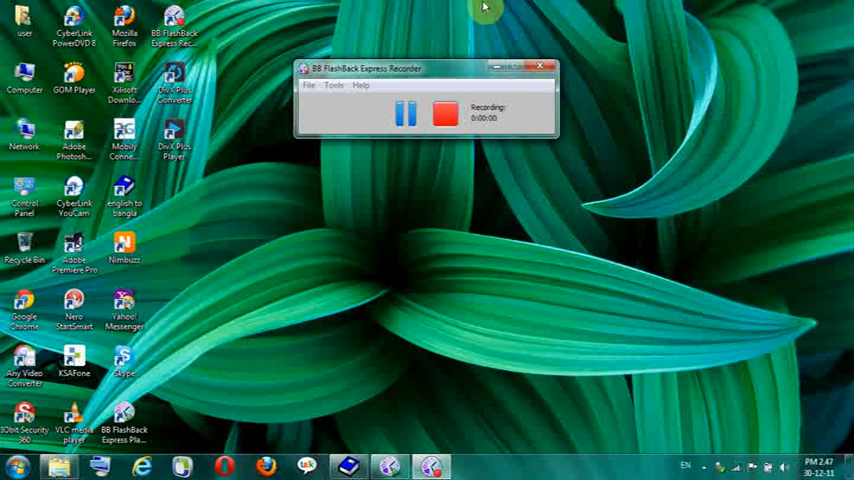 user
CyberLink
PowerDVD 8
Mozilla
Firefox
BB FlashBack
Express Rec...
Computer
GOM Player
Xilisoft
Downlo...
DivX Plus
Converter
Network
Adobe
Photosh...
Mobily
Conne...
DivX Plus
Player
Control
Panel
CyberLink
YouCam
english to
bangla
Recycle Bin
Adobe
Premiere Pro
Nimbuzz
Google
Chrome
Nero
StartSmart
Yahoo!
Messenger
Any Video
Converter
KSAFone
Skype
IObit Security
360
VLC media
player
BB FlashBack
Express Pla...
BB FlashBack Express Recorder
File Tools Help
Recording:
0:00:00
talk
EN
PM 2.47
30-12-11